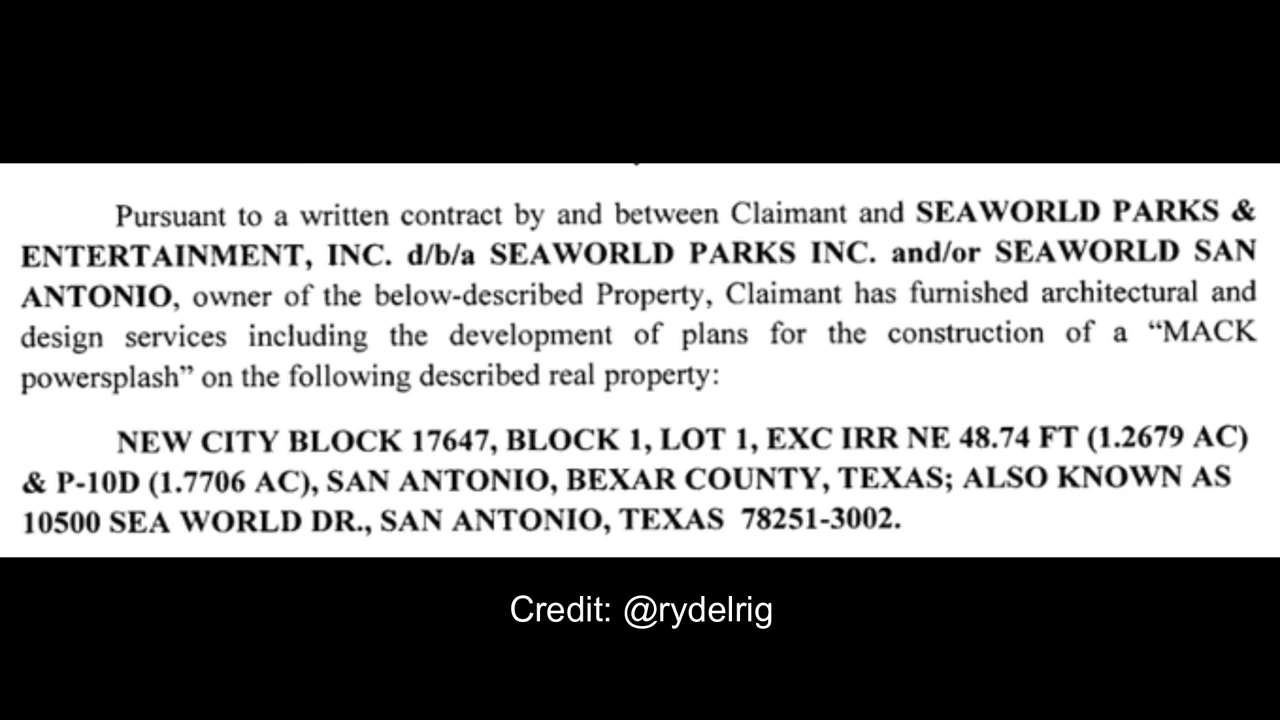 Pursuant to a written contract by and between Claimant and SEAWORLD PARKS &
ENTERTAINMENT, INC. d/b/a SEAWORLD PARKS INC. and/or SEAWORLD SAN
ANTONIO, owner of the below-described Property, Claimant has furnished architectural and
design services including the development of plans for the construction of a “MACK
powersplash” on the following described real property:
NEW CITY BLOCK 17647, BLOCK 1, LOT 1, EXC IRR NE 48.74 FT (1.2679 AC)
& P-10D (1.7706 AC), SAN ANTONIO, BEXAR COUNTY, TEXAS; ALSO KNOWN AS
10500 SEA WORLD DR., SAN ANTONIO, TEXAS 78251-3002.
Credit: @rydelrig